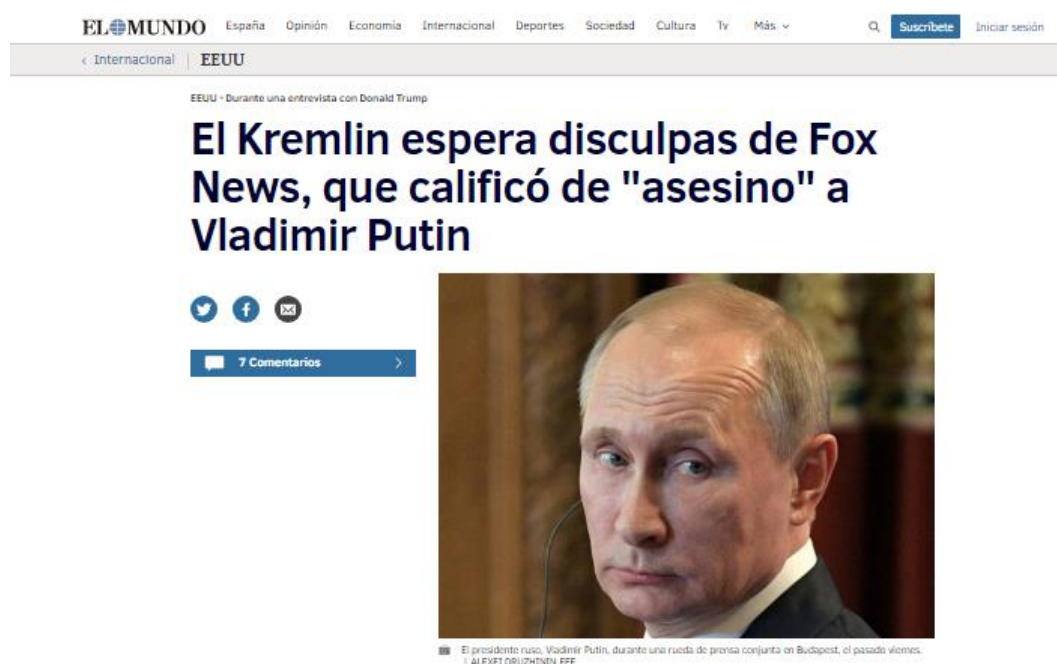 EL MUNDO España Opinión Economía Internacional Deportes Sociedad Cultura Tv Más Suscríbete Iniciar sesión
‹ Internacional | EEUU
EEUU - Durante una entrevista con Donald Trump
El Kremlin espera disculpas de Fox
News, que calificó de "asesino" a
Vladimir Putin
7 Comentarios
El presidente ruso, Vladimir Putin, durante una rueda de prensa conjunta en Budapest, el pasado viernes.
| ALEXEI DRUZHININ EFE